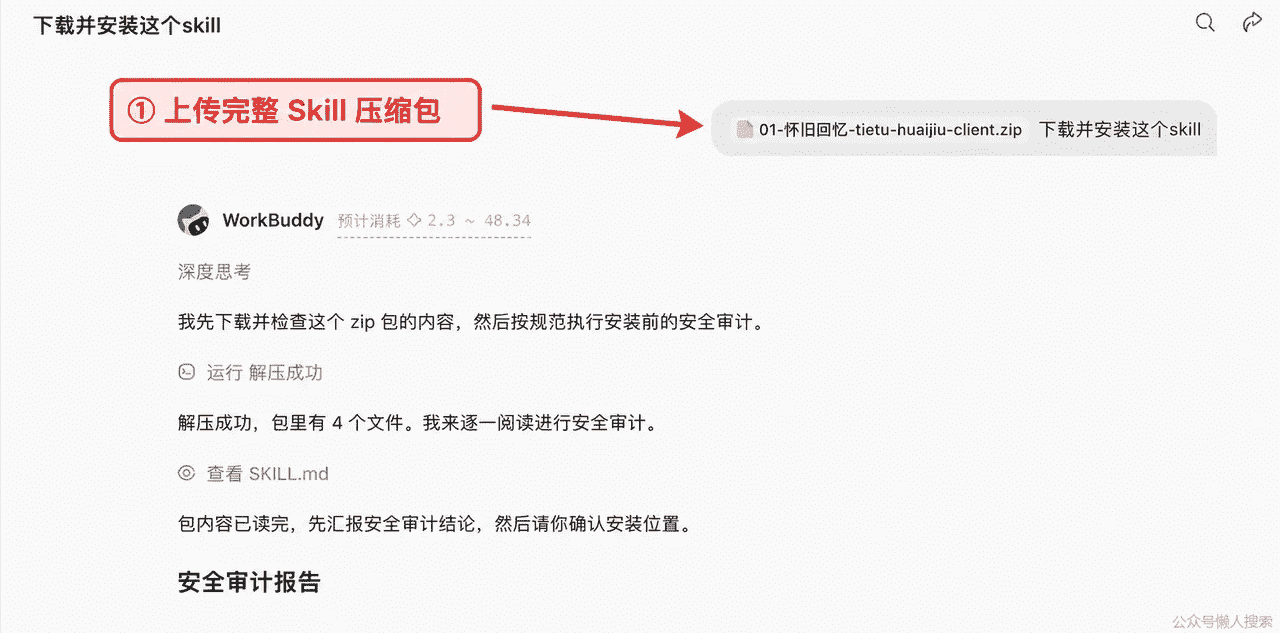 下载并安装这个skill
① 上传完整 Skill 压缩包
01-怀旧回忆-tietu-huaijiu-client.zip 下载并安装这个skill
WorkBuddy 预计消耗 2.3 ~ 48.34
深度思考
我先下载并检查这个 zip 包的内容，然后按规范执行安装前的安全审计。
运行 解压成功
解压成功，包里有 4 个文件。我来逐一阅读进行安全审计。
查看 SKILL.md
包内容已读完，先汇报安全审计结论，然后请你确认安装位置。
安全审计报告
公众号懒人搜索